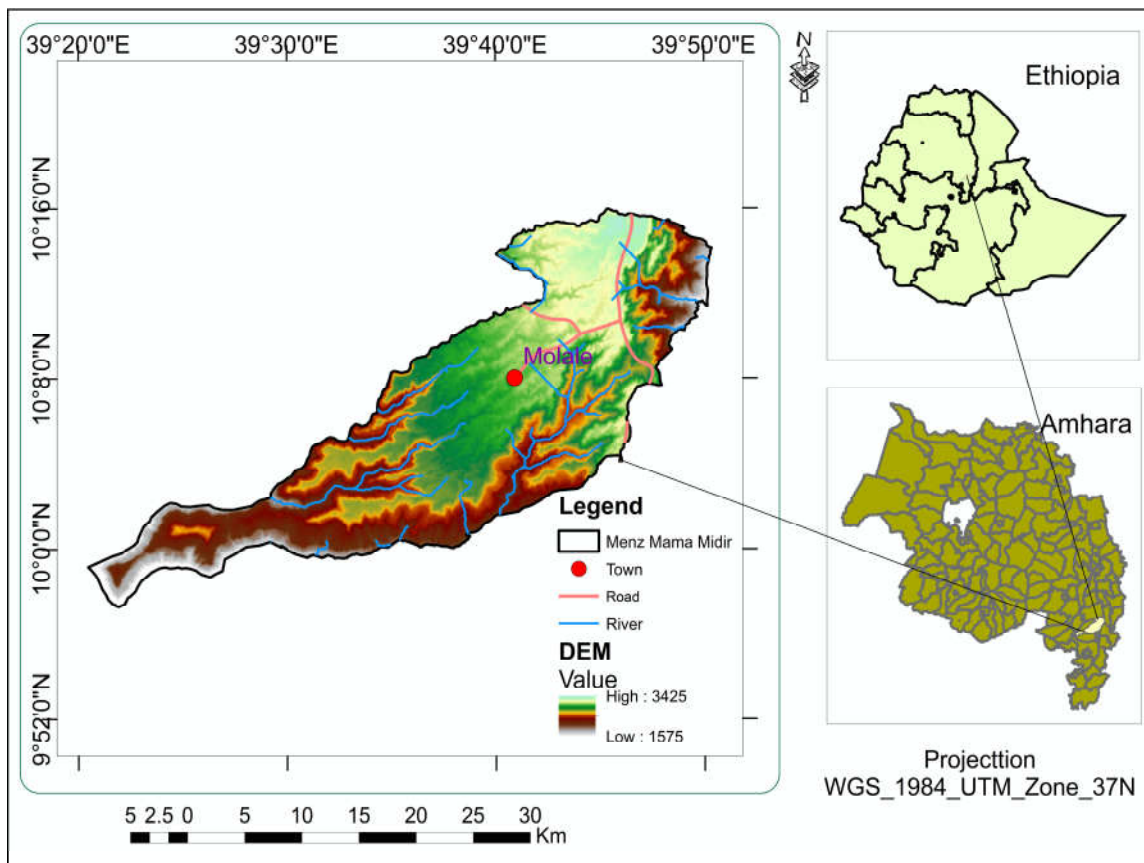 39°20'0"E 39°30'0"E 39°40'0"E 39°50'0"E
N
Ethiopia
10°16'0"N
10°8'0"N
10°0'0"N
9°52'0"N
Molale
Legend
Menz Mama Midir
Town
Road
River
DEM
Value
High : 3425
Low : 1575
Amhara
Projecttion
WGS_1984_UTM_Zone_37N
5 2.5 0 5 10 15 20 25 30
Km